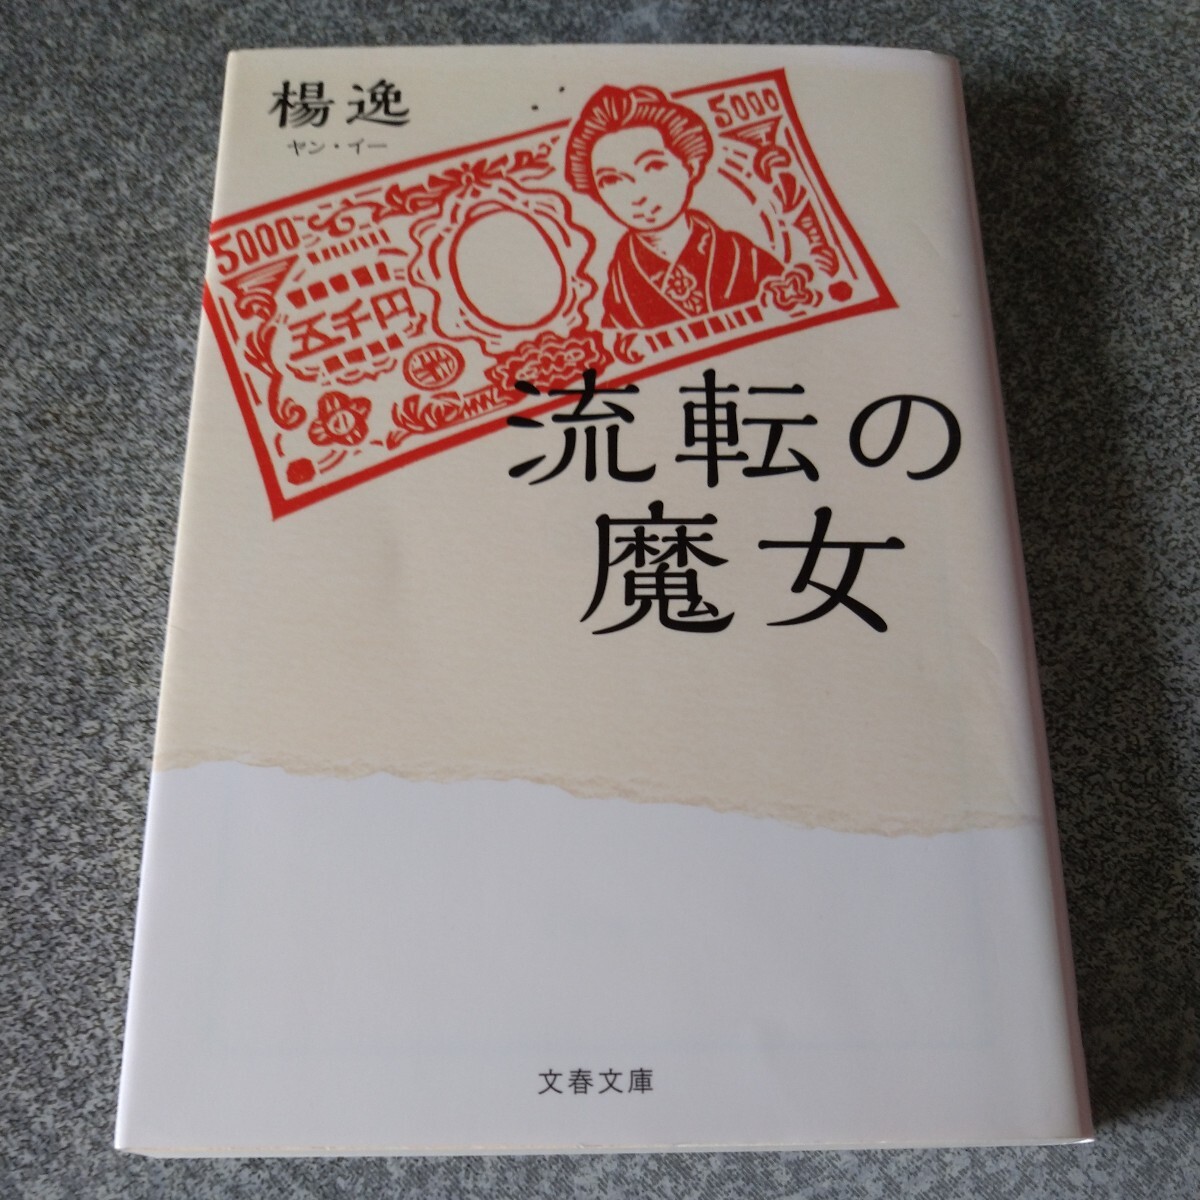 楊逸
ヤン・イー
5000
5000
五千円
流転の
魔女
文春文庫